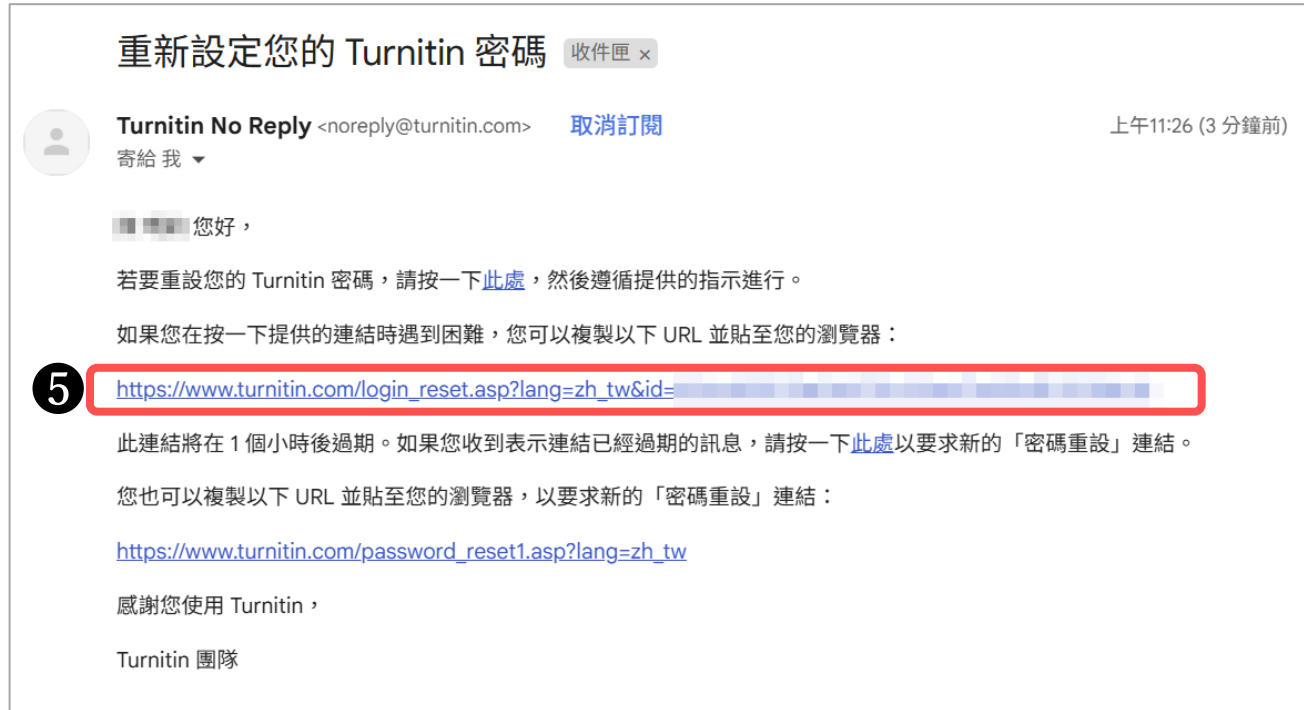 重新設定您的 Turnitin 密碼 收件匣 ×
Turnitin No Reply <noreply@turnitin.com> 取消訂閱 上午11:26 (3 分鐘前)
寄給 我
您好，
若要重設您的 Turnitin 密碼，請按一下此處，然後遵循提供的指示進行。
如果您在按一下提供的連結時遇到困難，您可以複製以下 URL 並貼至您的瀏覽器：
5 https://www.turnitin.com/login_reset.asp?lang=zh_tw&id=
此連結將在 1 個小時後過期。如果您收到表示連結已經過期的訊息，請按一下此處以要求新的「密碼重設」連結。
您也可以複製以下 URL 並貼至您的瀏覽器，以要求新的「密碼重設」連結：
https://www.turnitin.com/password_reset1.asp?lang=zh_tw
感謝您使用 Turnitin，
Turnitin 團隊